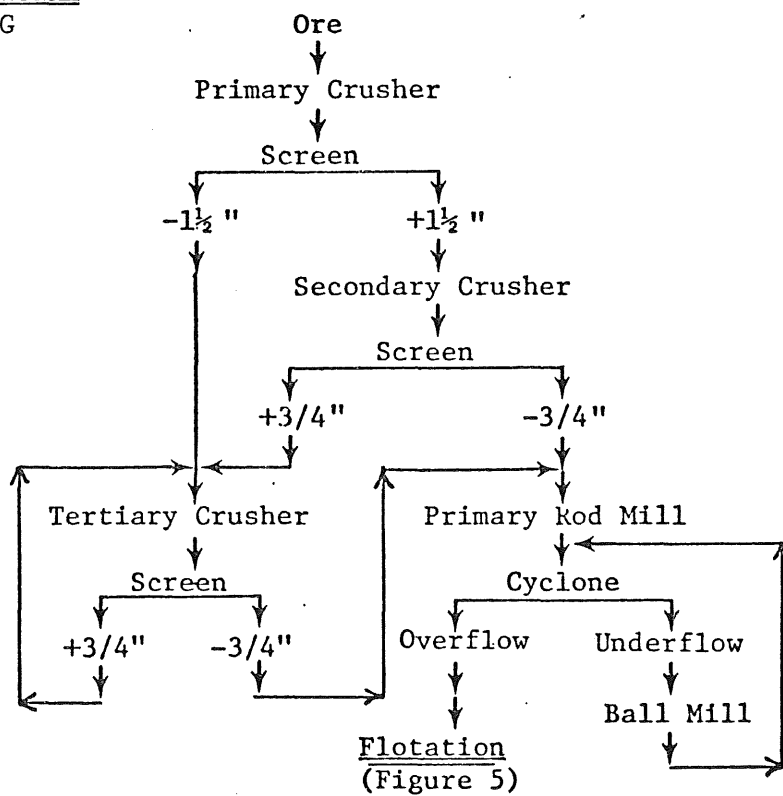 G
Ore
Primary Crusher
Screen
-1½ " +1½ "
Secondary Crusher
Screen
+3/4" -3/4"
Tertiary Crusher Primary Rod Mill
Screen Cyclone
+3/4" -3/4" Overflow Underflow
Ball Mill
Flotation
(Figure 5)